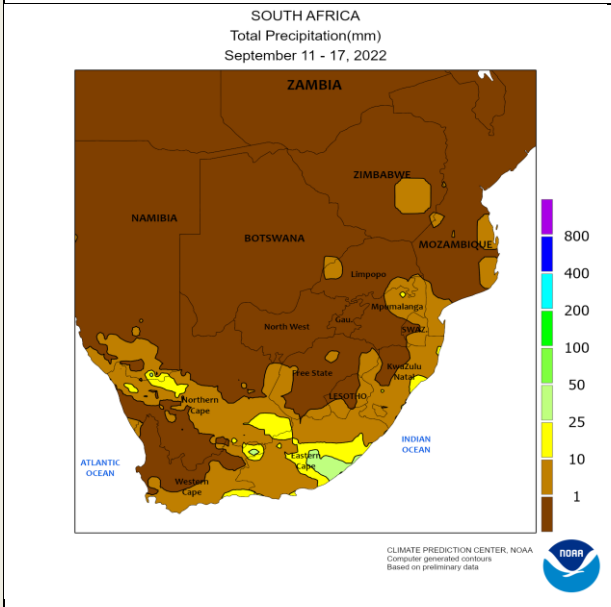 SOUTH AFRICA
Total Precipitation(mm)
September 11 - 17, 2022
ZAMBIA
ZIMBABWE
NAMIBIA
BOTSWANA
MOZAMBIQUE
Limpopo
Mpumalanga
North West
Gau.
SWAZ.
Free State
KwaZulu
Natal
LESOTHO
Northern
Cape
Eastern
Cape
Western
Cape
ATLANTIC
OCEAN
INDIAN
OCEAN
800
400
200
100
50
25
10
1
CLIMATE PREDICTION CENTER, NOAA
Computer generated contours
Based on preliminary data
NOAA